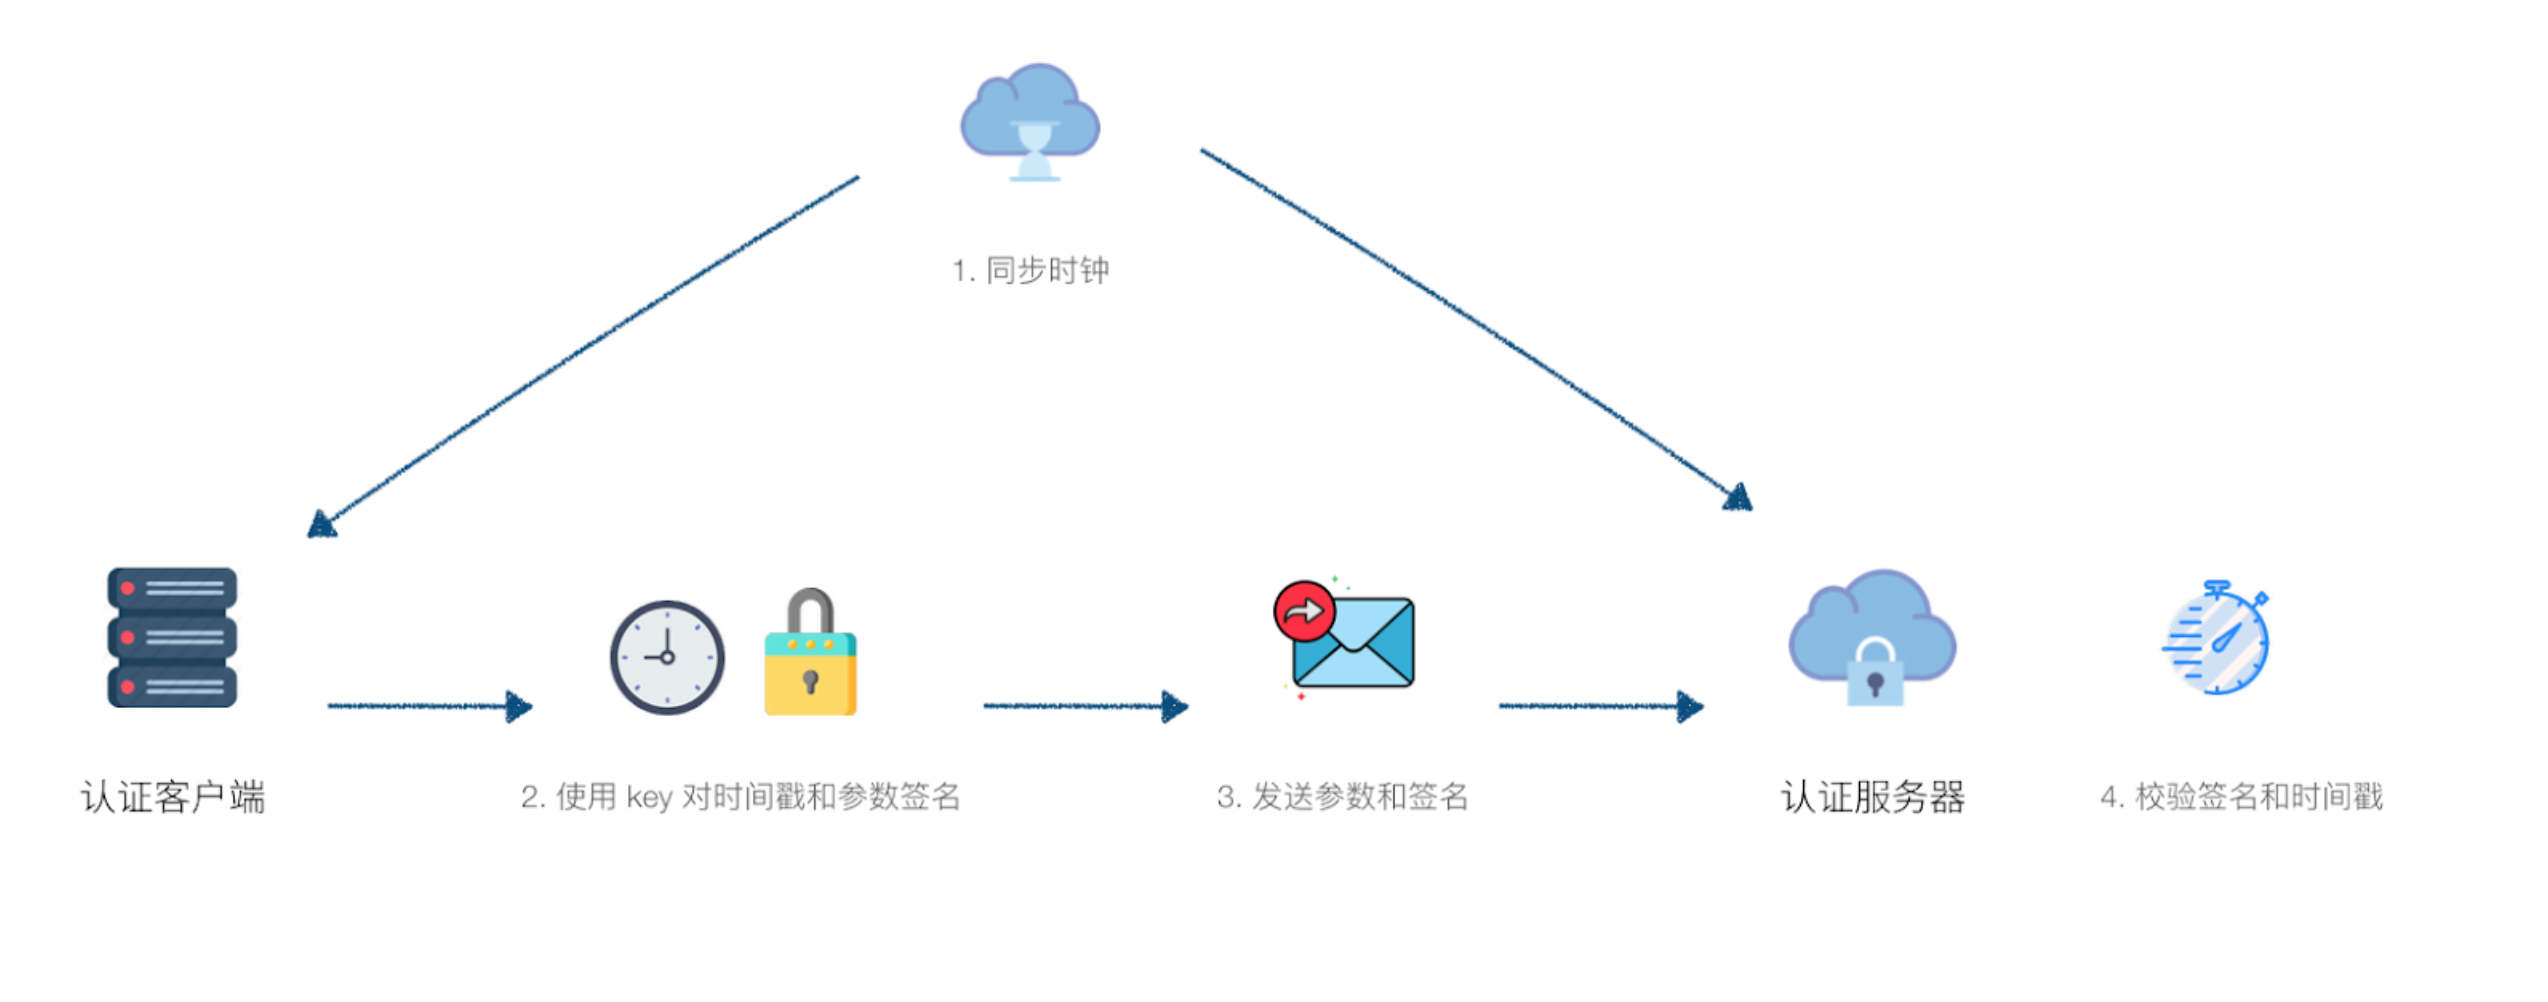 1. 同步时钟
认证客户端
2. 使用 key 对时间戳和参数签名
3. 发送参数和签名
认证服务器
4. 校验签名和时间戳